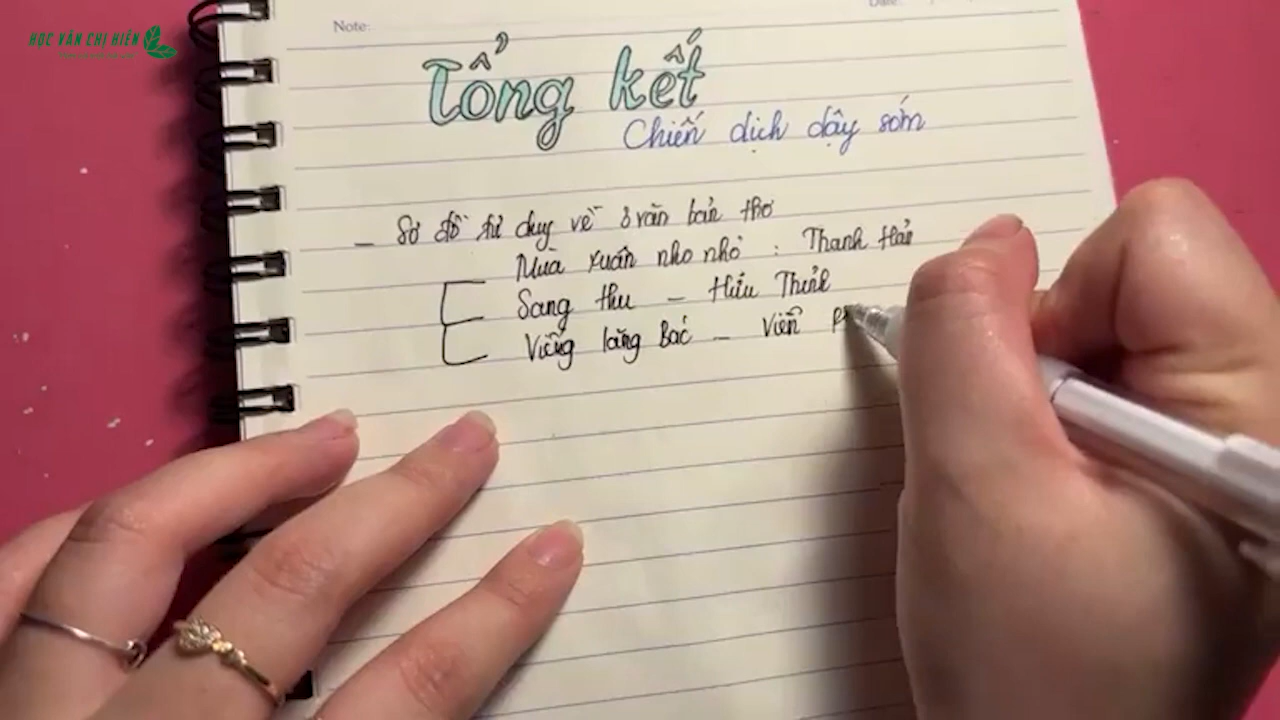 HỌC VĂN CHỊ HIÊN
Note:
Date:
Tổng kết
Chiến dịch dậy sớm
- Sơ đồ tư duy về 3 văn bản thơ
Mùa xuân nho nhỏ : Thanh Hải
Sang thu - Hữu Thỉnh
Viếng lăng Bác - Viễn P